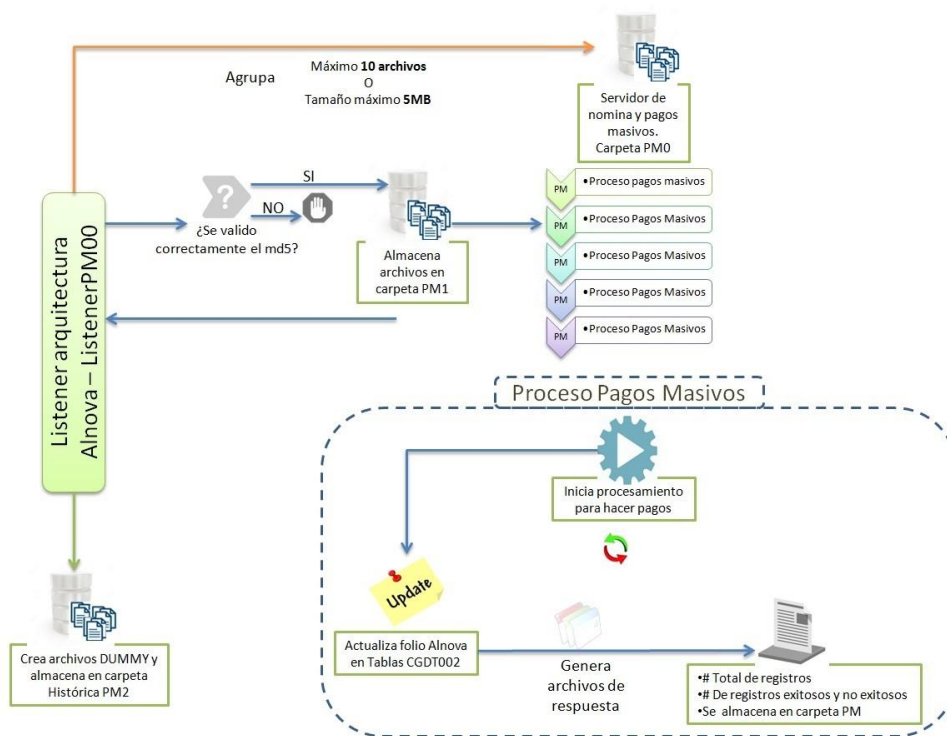 Agrupa
Máximo 10 archivos
O
Tamaño máximo 5MB
Servidor de
nomina y pagos
masivos.
Carpeta PM0
Listener arquitectura
Alnova – ListenerPM00
?
¿Se valido
correctamente el md5?
SI
NO
Almacena
archivos en
carpeta PM1
PM
•Proceso pagos masivos
PM
•Proceso Pagos Masivos
PM
•Proceso Pagos Masivos
PM
•Proceso Pagos Masivos
PM
•Proceso Pagos Masivos
Proceso Pagos Masivos
Inicia procesamiento
para hacer pagos
Update
Actualiza folio Alnova
en Tablas CGDT002
Genera
archivos de
respuesta
•# Total de registros
•# De registros exitosos y no exitosos
•Se almacena en carpeta PM
Crea archivos DUMMY y
almacena en carpeta
Histórica PM2